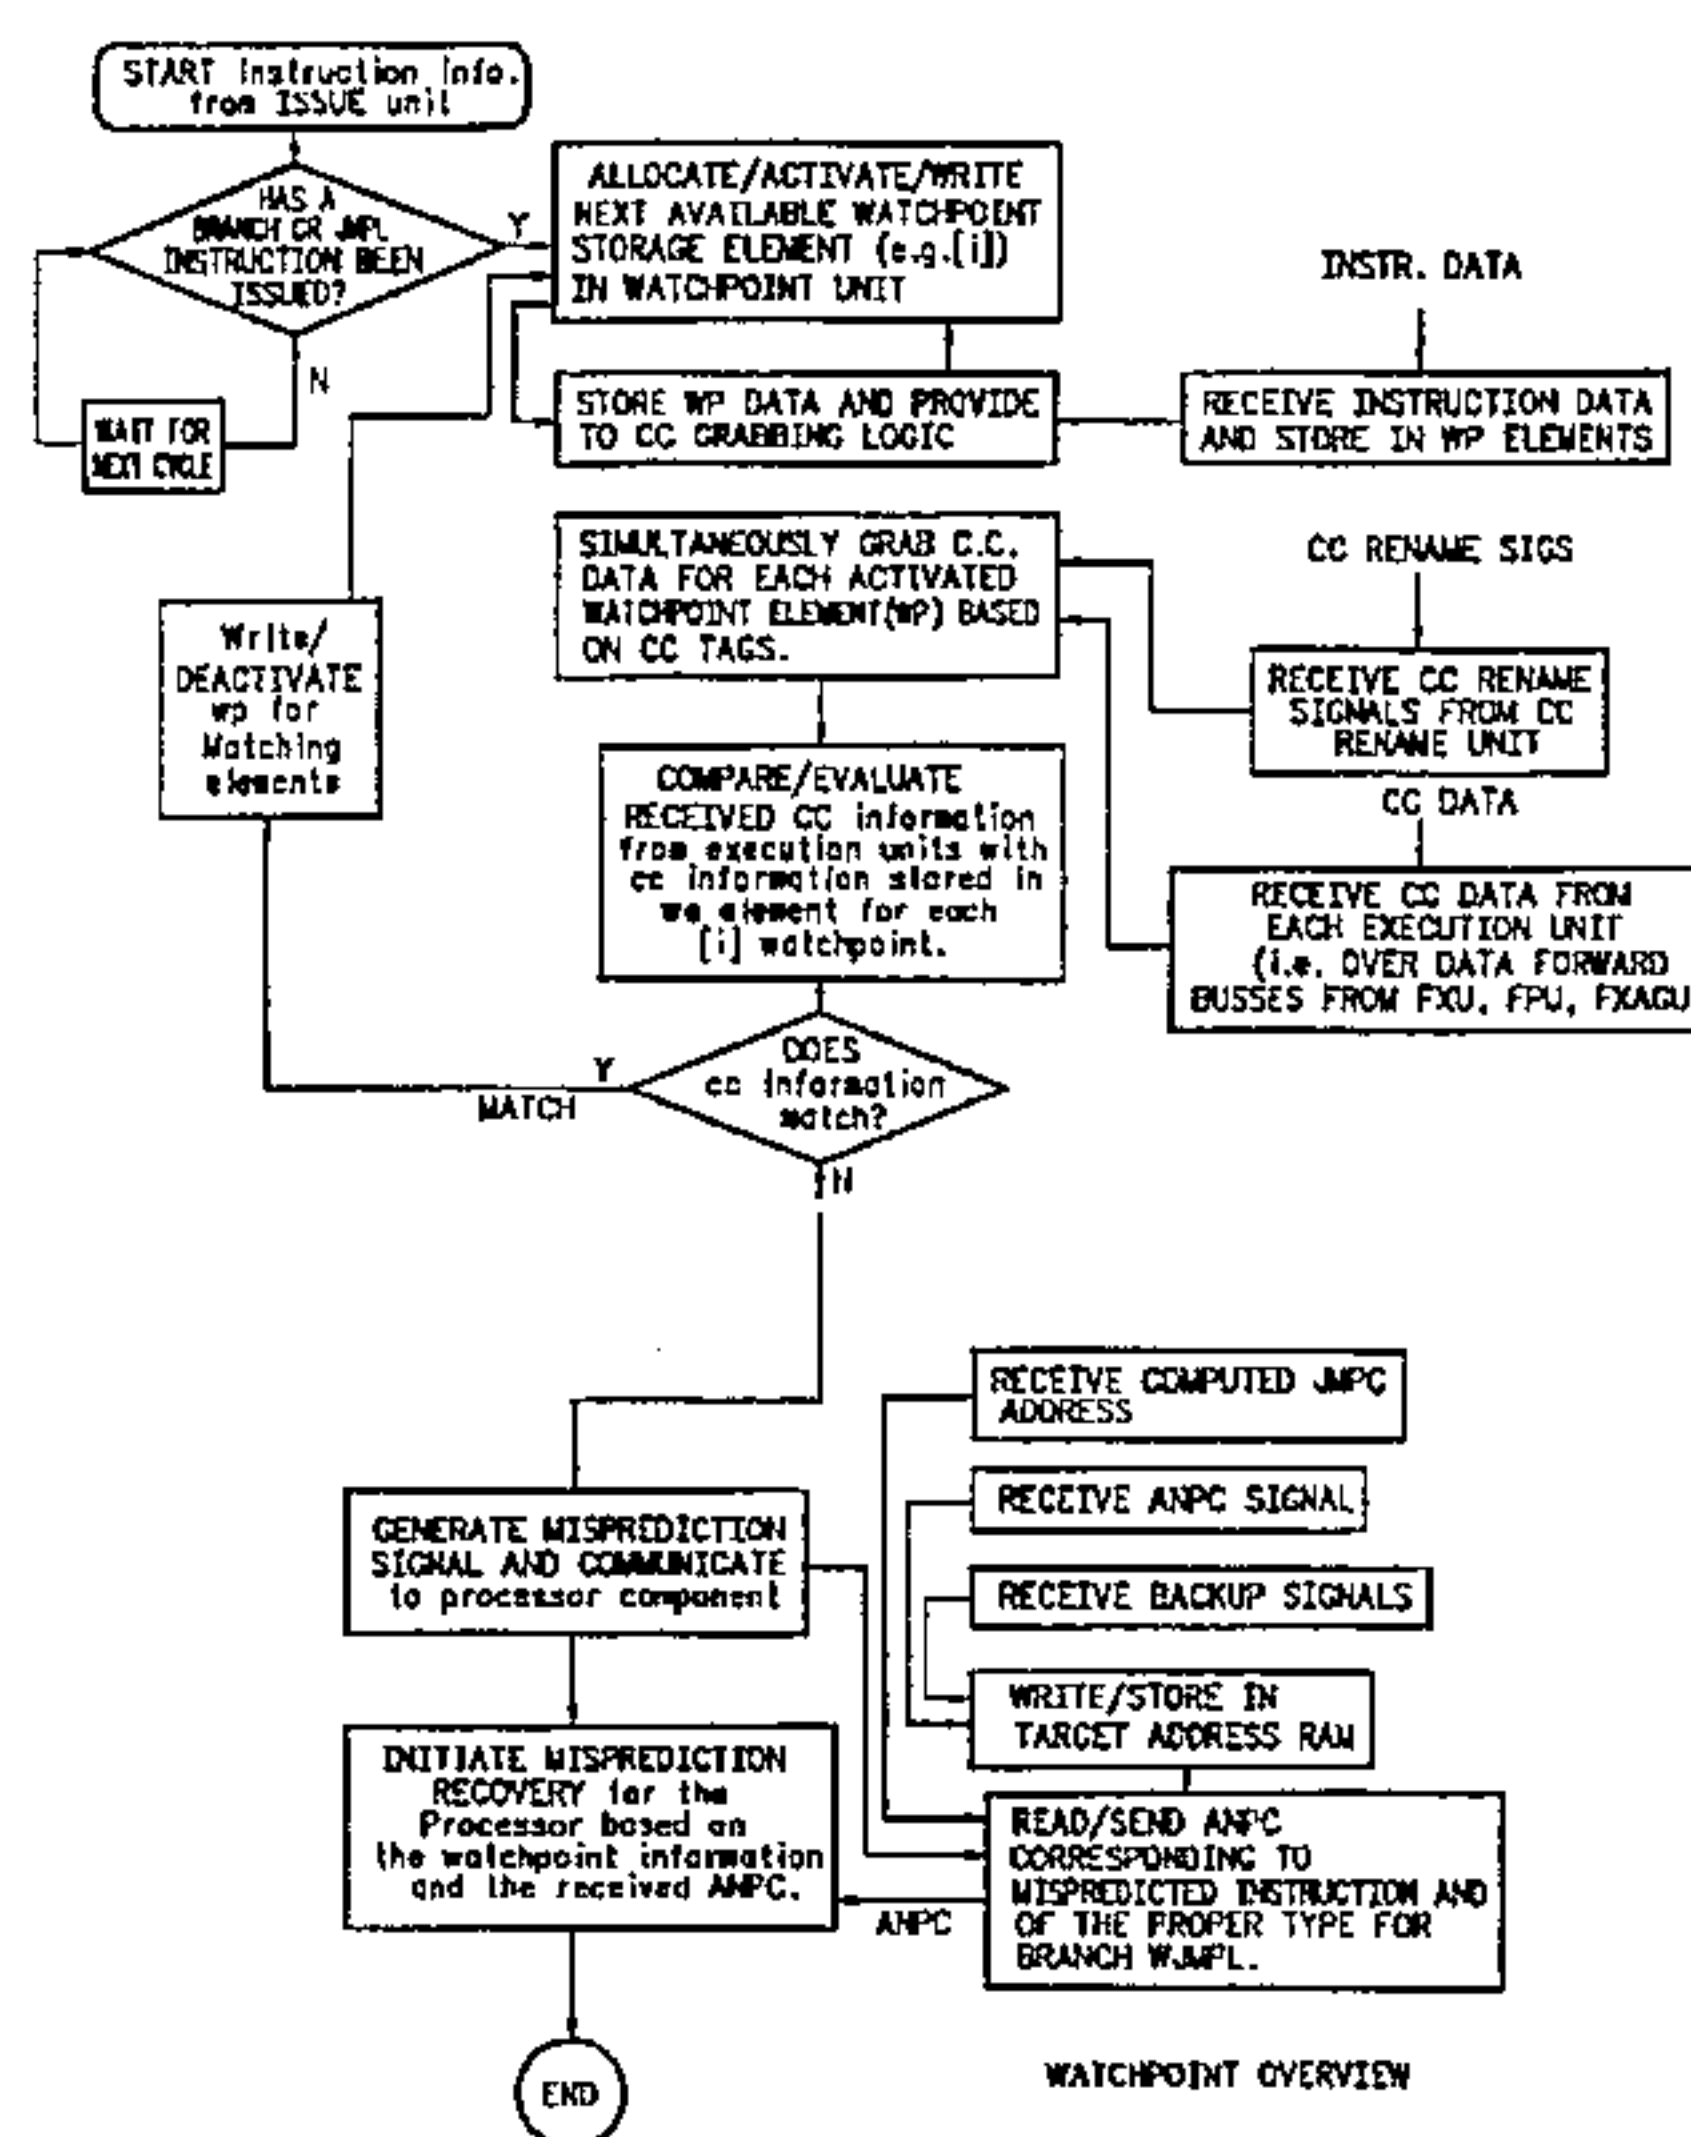 START Instruction info.
from ISSUE unit
HAS A
BRANCH OR JMPL
INSTRUCTION BEEN
ISSUED?
Y
N
WAIT FOR
NEXT CYCLE
ALLOCATE/ACTIVATE/WRITE
NEXT AVAILABLE WATCHPOINT
STORAGE ELEMENT (e.g.[i])
IN WATCHPOINT UNIT
INSTR. DATA
STORE WP DATA AND PROVIDE
TO CC GRABBING LOGIC
RECEIVE INSTRUCTION DATA
AND STORE IN WP ELEMENTS
SIMULTANEOUSLY GRAB C.C.
DATA FOR EACH ACTIVATED
WATCHPOINT ELEMENT(WP) BASED
ON CC TAGS.
CC RENAME SIGS
RECEIVE CC RENAME
SIGNALS FROM CC
RENAME UNIT
Write/
DEACTIVATE
wp for
Matching
elements
COMPARE/EVALUATE
RECEIVED CC information
from execution units with
cc information stored in
element for each
[i] watchpoint.
CC DATA
RECEIVE CC DATA FROM
EACH EXECUTION UNIT
(i.e. OVER DATA FORWARD
BUSSES FROM FXU, FPU, FXAGU
DOES
cc information
match?
Y
MATCH
N
RECEIVE COMPUTED JMPC
ADDRESS
RECEIVE ANPC SIGNAL
RECEIVE BACKUP SIGNALS
WRITE/STORE IN
TARGET ADDRESS RAM
GENERATE MISPREDICTION
SIGNAL AND COMMUNICATE
to processor component
INITIATE MISPREDICTION
RECOVERY for the
Processor based on
the watchpoint information
and the received ANPC.
READ/SEND ANPC
CORRESPONDING TO
MISPREDICTED INSTRUCTION AND
OF THE PROPER TYPE FOR
BRANCH WJMPL.
ANPC
END
WATCHPOINT OVERVIEW